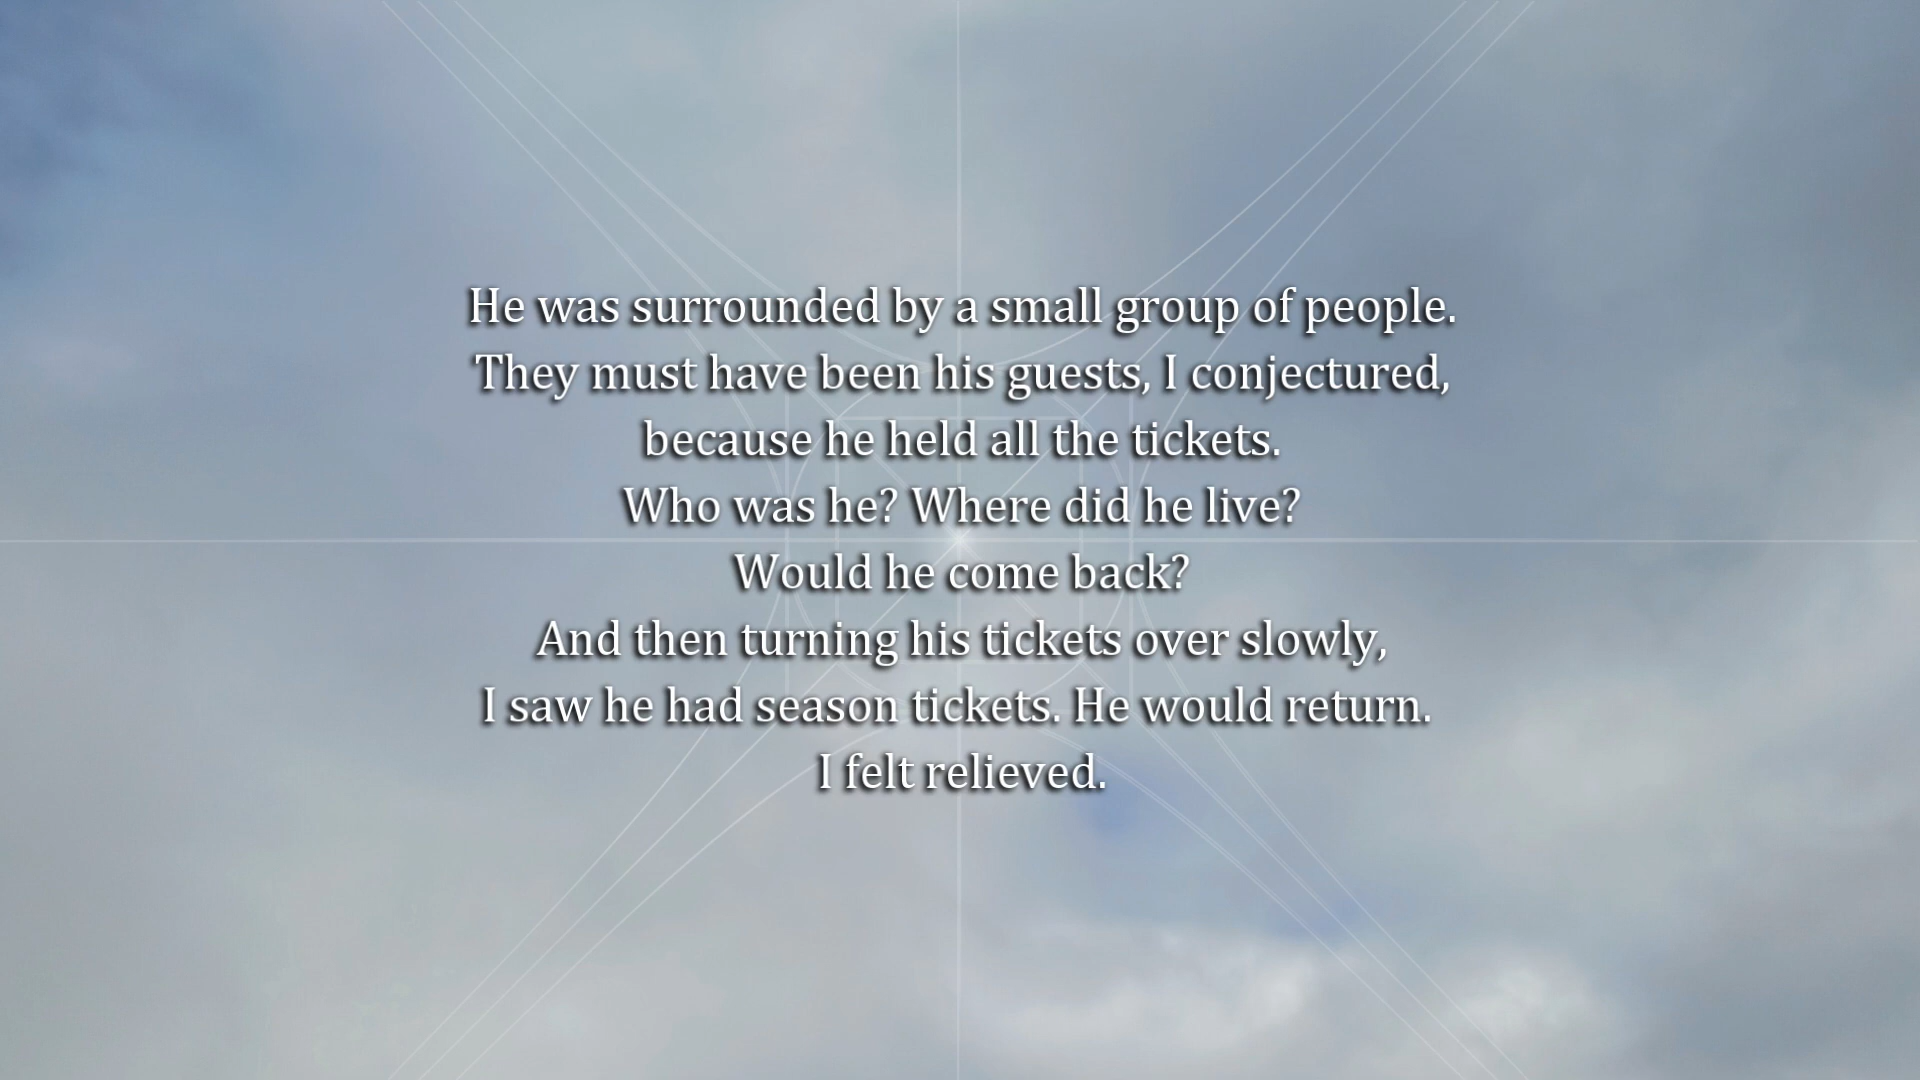 He was surrounded by a small group of people.
They must have been his guests, I conjectured,
because he held all the tickets.
Who was he? Where did he live?
Would he come back?
And then turning his tickets over slowly,
I saw he had season tickets. He would return.
I felt relieved.